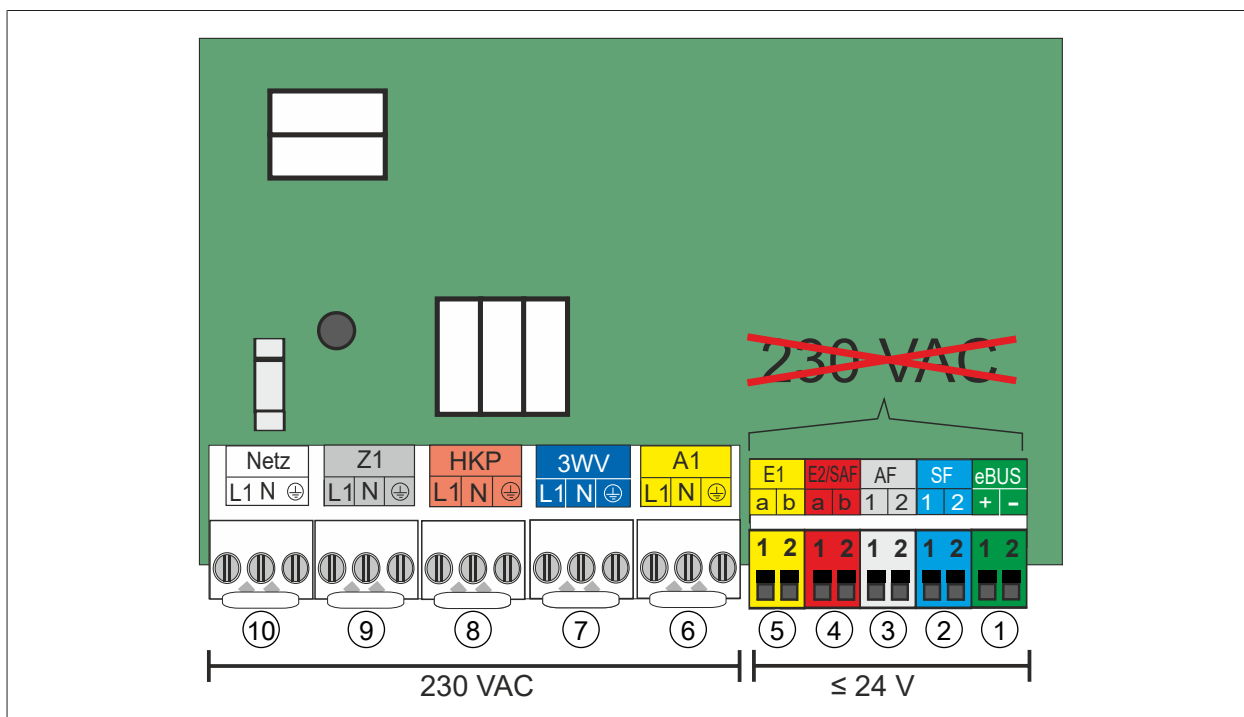 230 VAC
Netz Z1 HKP 3WV A1
L1 N ⏚ L1 N ⏚ L1 N ⏚ L1 N ⏚ L1 N ⏚
E1 E2/SAF AF SF eBUS
a b a b 1 2 1 2 + -
1 2 1 2 1 2 1 2 1 2
10 9 8 7 6 5 4 3 2 1
230 VAC ≤ 24 V